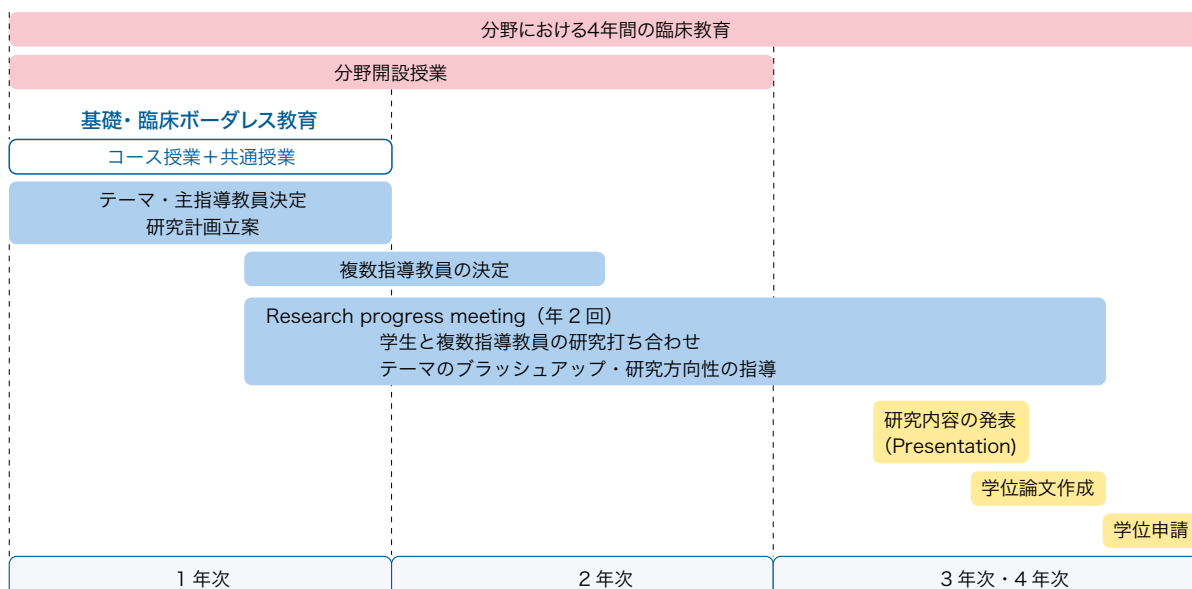 分野における4年間の臨床教育
分野開設授業
基礎・臨床ボーダレス教育
コース授業＋共通授業
テーマ・主指導教員決定
研究計画立案
複数指導教員の決定
Research progress meeting（年 2 回）
学生と複数指導教員の研究打ち合わせ
テーマのブラッシュアップ・研究方向性の指導
研究内容の発表
(Presentation)
学位論文作成
学位申請
1 年次
2 年次
3 年次・4 年次